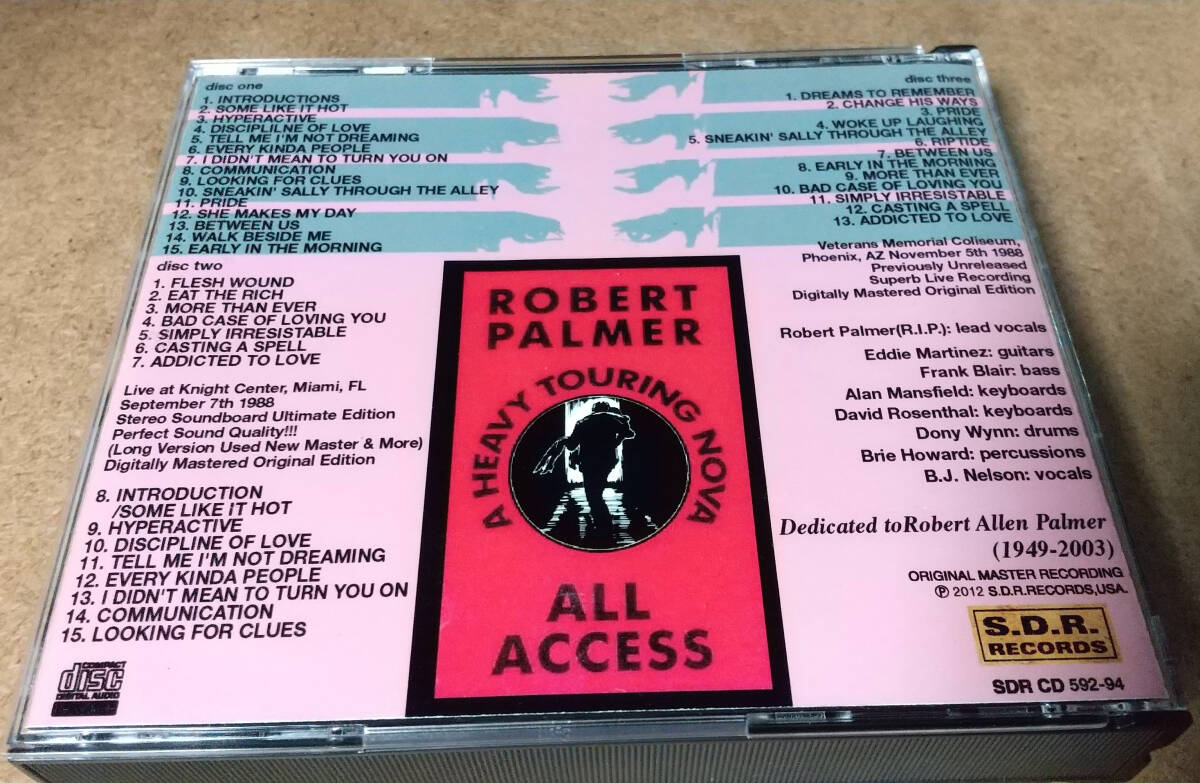 disc one
1. INTRODUCTIONS
2. SOME LIKE IT HOT
3. HYPERACTIVE
4. DISCIPLILNE OF LOVE
5. TELL ME I'M NOT DREAMING
6. EVERY KINDA PEOPLE
7. I DIDN'T MEAN TO TURN YOU ON
8. COMMUNICATION
9. LOOKING FOR CLUES
10. SNEAKIN' SALLY THROUGH THE ALLEY
11. PRIDE
12. SHE MAKES MY DAY
13. BETWEEN US
14. WALK BESIDE ME
15. EARLY IN THE MORNING
disc two
1. FLESH WOUND
2. EAT THE RICH
3. MORE THAN EVER
4. BAD CASE OF LOVING YOU
5. SIMPLY IRRESISTABLE
6. CASTING A SPELL
7. ADDICTED TO LOVE
Live at Knight Center, Miami, FL
September 7th 1988
Stereo Soundboard Ultimate Edition
Perfect Sound Quality!!!
(Long Version Used New Master & More)
Digitally Mastered Original Edition
8. INTRODUCTION
/SOME LIKE IT HOT
9. HYPERACTIVE
10. DISCIPLINE OF LOVE
11. TELL ME I'M NOT DREAMING
12. EVERY KINDA PEOPLE
13. I DIDN'T MEAN TO TURN YOU ON
14. COMMUNICATION
15. LOOKING FOR CLUES
COMPACT
disc
DIGITAL AUDIO
ROBERT
PALMER
A HEAVY TOURING NOVA
ALL
ACCESS
disc three
1. DREAMS TO REMEMBER
2. CHANGE HIS WAYS
3. PRIDE
4. WOKE UP LAUGHING
5. SNEAKIN' SALLY THROUGH THE ALLEY
6. RIPTIDE
7. BETWEEN US
8. EARLY IN THE MORNING
9. MORE THAN EVER
10. BAD CASE OF LOVING YOU
11. SIMPLY IRRESISTABLE
12. CASTING A SPELL
13. ADDICTED TO LOVE
Veterans Memorial Coliseum,
Phoenix, AZ November 5th 1988
Previously Unreleased
Superb Live Recording
Digitally Mastered Original Edition
Robert Palmer(R.I.P.): lead vocals
Eddie Martinez: guitars
Frank Blair: bass
Alan Mansfield: keyboards
David Rosenthal: keyboards
Dony Wynn: drums
Brie Howard: percussions
B.J. Nelson: vocals
Dedicated toRobert Allen Palmer
(1949-2003)
ORIGINAL MASTER RECORDING
℗ 2012 S.D.R.RECORDS,USA.
S.D.R.
RECORDS
SDR CD 592-94